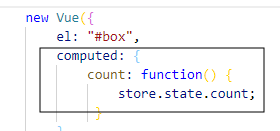 new Vue({
el: "#box",
computed: {
count: function() {
store.state.count;
}
}